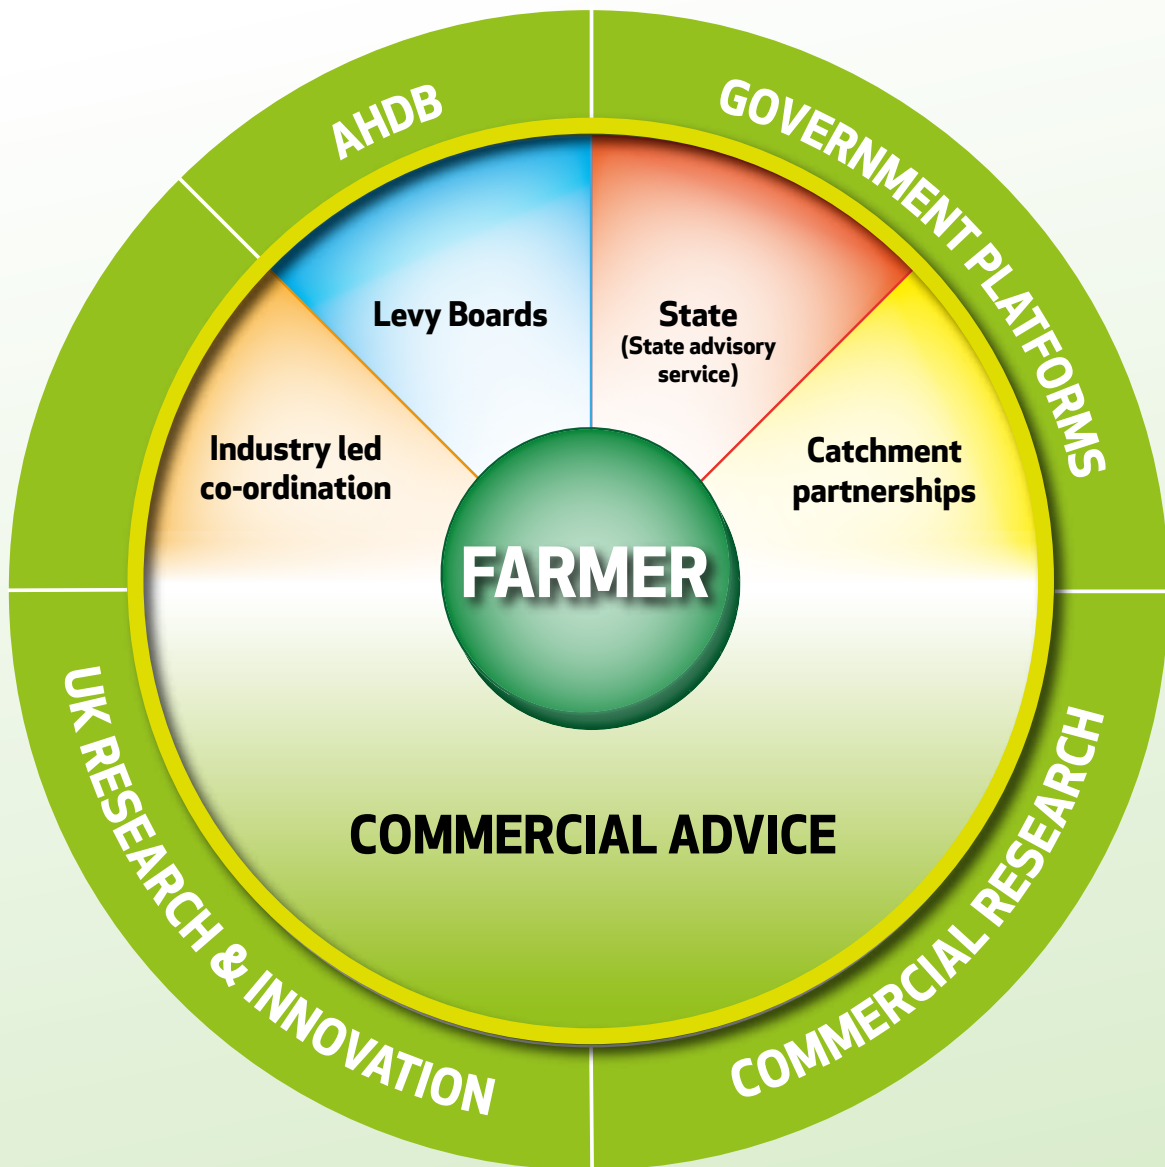 AHDB
GOVERNMENT PLATFORMS
Levy Boards
State
(State advisory
service)
Industry led
co-ordination
Catchment
partnerships
FARMER
COMMERCIAL ADVICE
UK RESEARCH & INNOVATION
COMMERCIAL RESEARCH